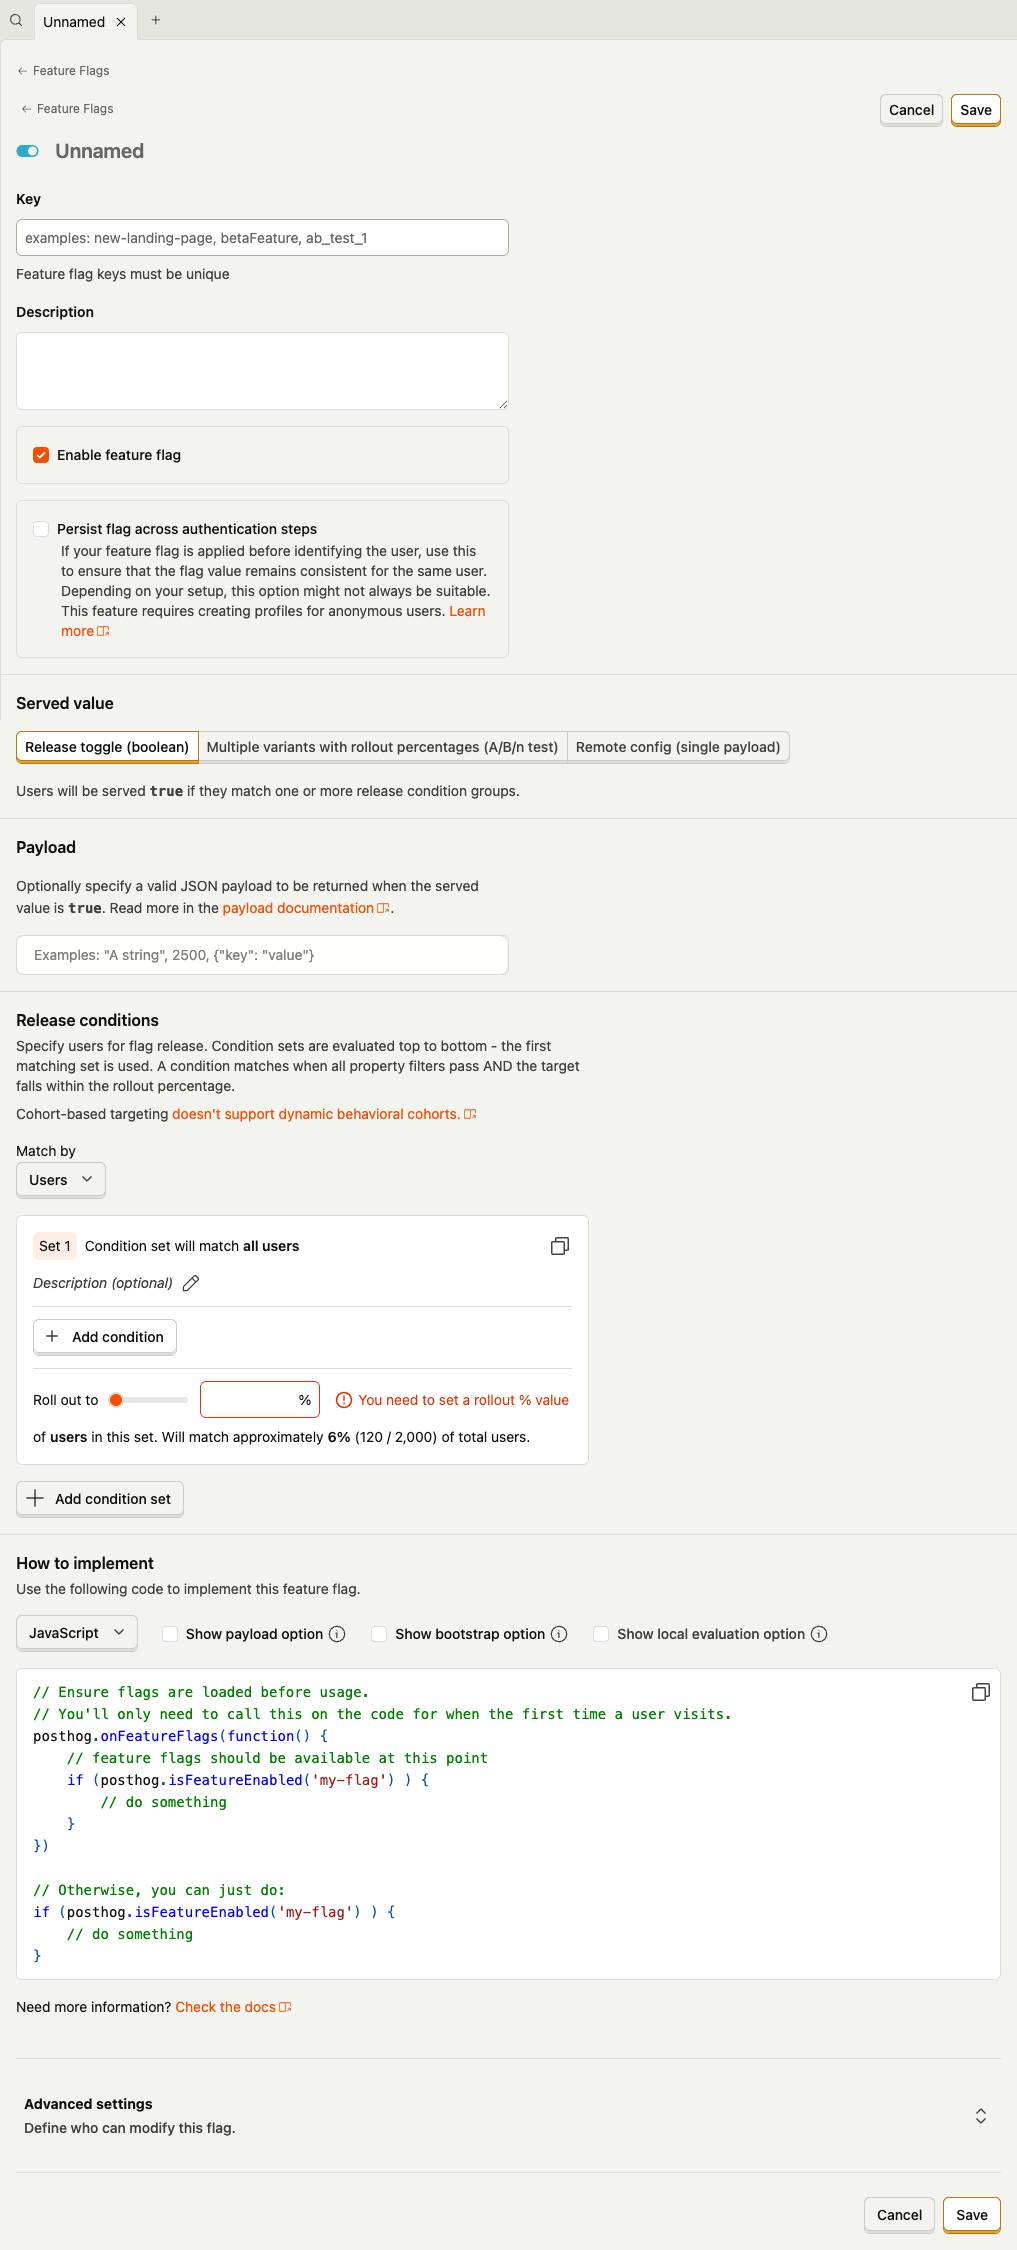 Unnamed
Feature Flags
Feature Flags
Cancel
Save
Unnamed
Key
examples: new-landing-page, betaFeature, ab_test_1
Feature flag keys must be unique
Description
Enable feature flag
Persist flag across authentication steps
If your feature flag is applied before identifying the user, use this
to ensure that the flag value remains consistent for the same user.
Depending on your setup, this option might not always be suitable.
This feature requires creating profiles for anonymous users. Learn
more
Served value
Release toggle (boolean)
Multiple variants with rollout percentages (A/B/n test)
Remote config (single payload)
Users will be served true if they match one or more release condition groups.
Payload
Optionally specify a valid JSON payload to be returned when the served
value is true. Read more in the payload documentation.
Examples: "A string", 2500, {"key": "value"}
Release conditions
Specify users for flag release. Condition sets are evaluated top to bottom - the first
matching set is used. A condition matches when all property filters pass AND the target
falls within the rollout percentage.
Cohort-based targeting doesn't support dynamic behavioral cohorts.
Match by
Users
Set 1 Condition set will match all users
Description (optional)
Add condition
Roll out to
%
You need to set a rollout % value
of users in this set. Will match approximately 6% (120 / 2,000) of total users.
Add condition set
How to implement
Use the following code to implement this feature flag.
JavaScript
Show payload option
Show bootstrap option
Show local evaluation option
// Ensure flags are loaded before usage.
// You'll only need to call this on the code for when the first time a user visits.
posthog.onFeatureFlags(function() {
    // feature flags should be available at this point
    if (posthog.isFeatureEnabled('my-flag') ) {
        // do something
    }
})
// Otherwise, you can just do:
if (posthog.isFeatureEnabled('my-flag') ) {
    // do something
}
Need more information? Check the docs
Advanced settings
Define who can modify this flag.
Cancel
Save